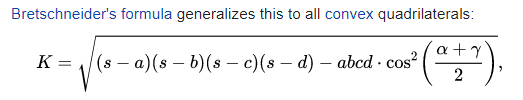 Bretschneider's formula generalizes this to all convex quadrilaterals:
K = √((s − a)(s − b)(s − c)(s − d) − abcd · cos² ((α + γ)/2)),